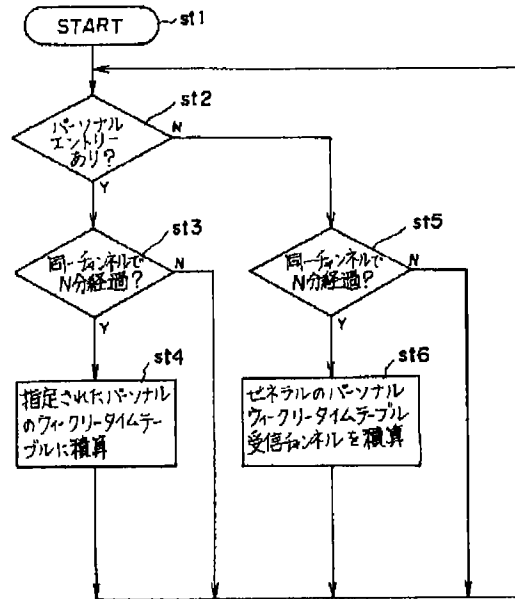 START
st1
st2
パーソナル
エントリー
あり?
N
Y
st3
同一チャンネルで
N分経過?
N
Y
st5
同一チャンネルで
N分経過?
N
Y
st4
指定されたパーソナル
のウィークリータイムテー
ブルに積算
st6
ゼネラルのパーソナル
ウィークリータイムテーブル
受信チャンネルを積算